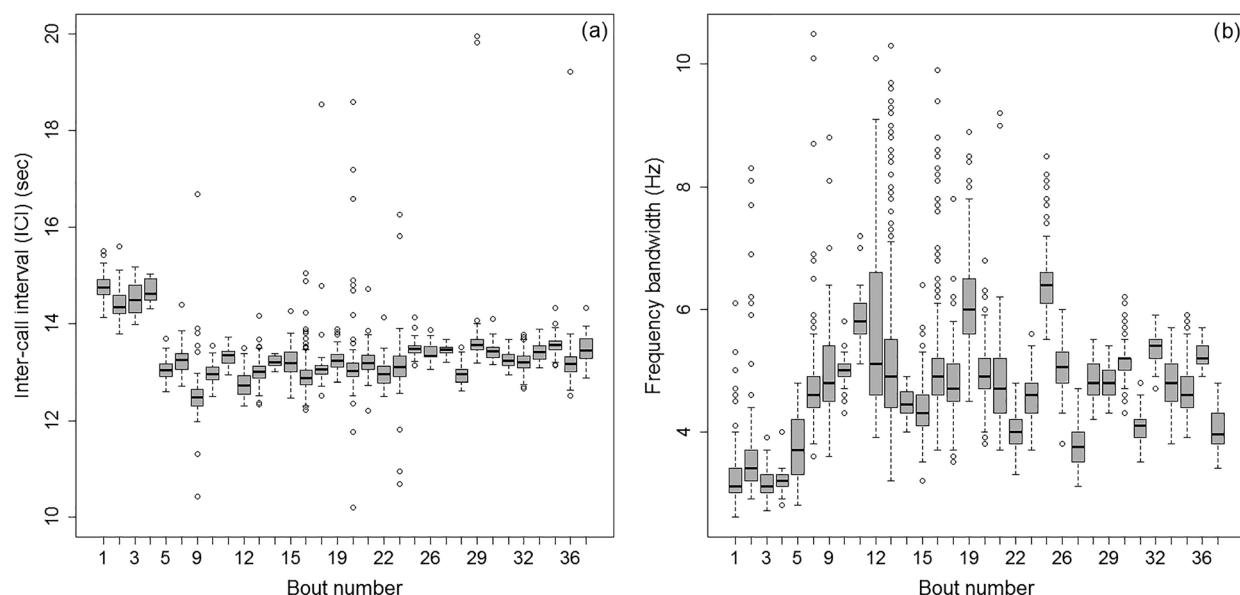 (a)
Inter-call interval (ICI) (sec)
20
18
16
14
12
10
1 3 5 9 12 15 19 22 26 29 32 36
Bout number
(b)
Frequency bandwidth (Hz)
10
8
6
4
1 3 5 9 12 15 19 22 26 29 32 36
Bout number